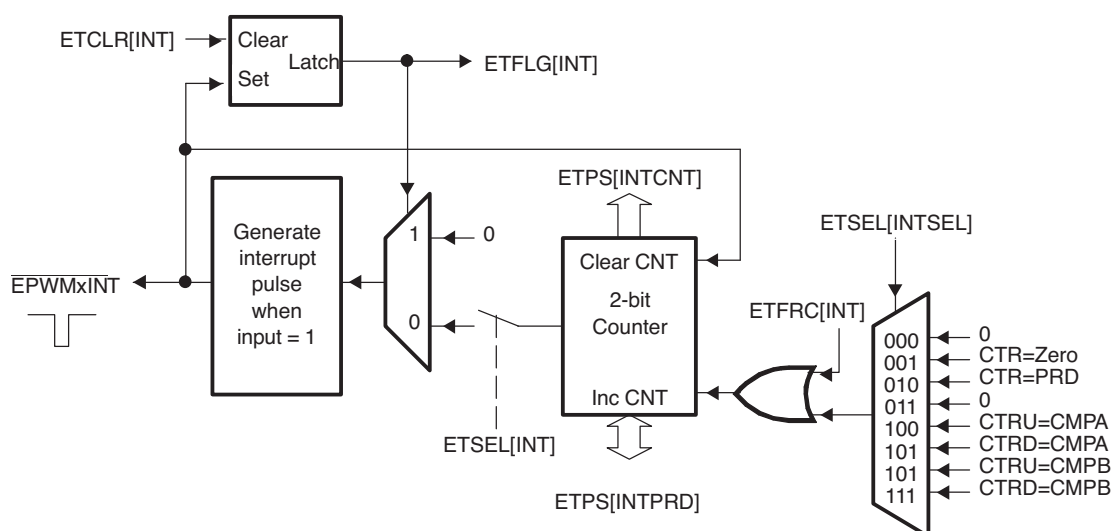 ETCLR[INT]
Clear
Latch
Set
ETFLG[INT]
ETPS[INTCNT]
ETSEL[INTSEL]
Generate
interrupt
pulse
when
input = 1
EPWMxINT
1
0
0
Clear CNT
2-bit
Counter
Inc CNT
ETSEL[INT]
ETPS[INTPRD]
ETFRC[INT]
000
001
010
011
100
101
101
111
0
CTR=Zero
CTR=PRD
0
CTRU=CMPA
CTRD=CMPA
CTRU=CMPB
CTRD=CMPB